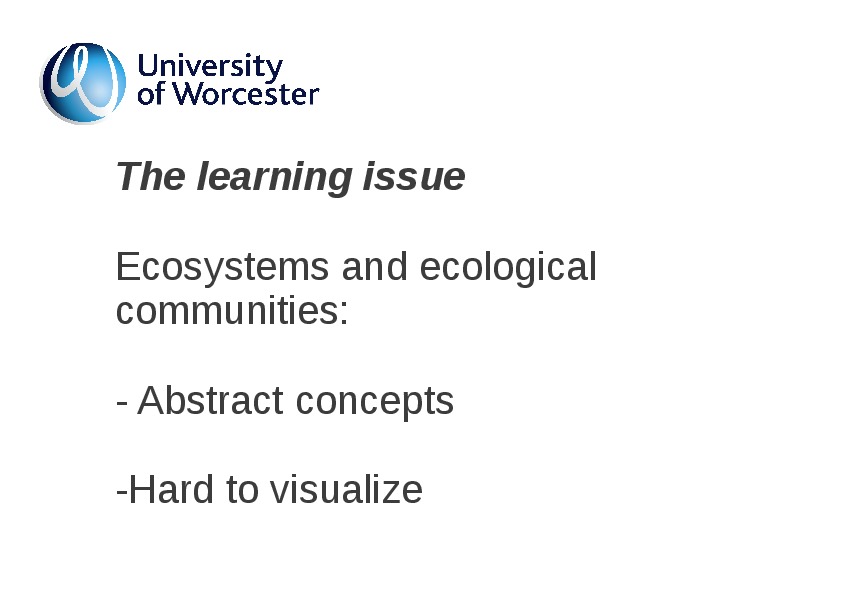 University
of Worcester
The learning issue
Ecosystems and ecological
communities:
- Abstract concepts
-Hard to visualize